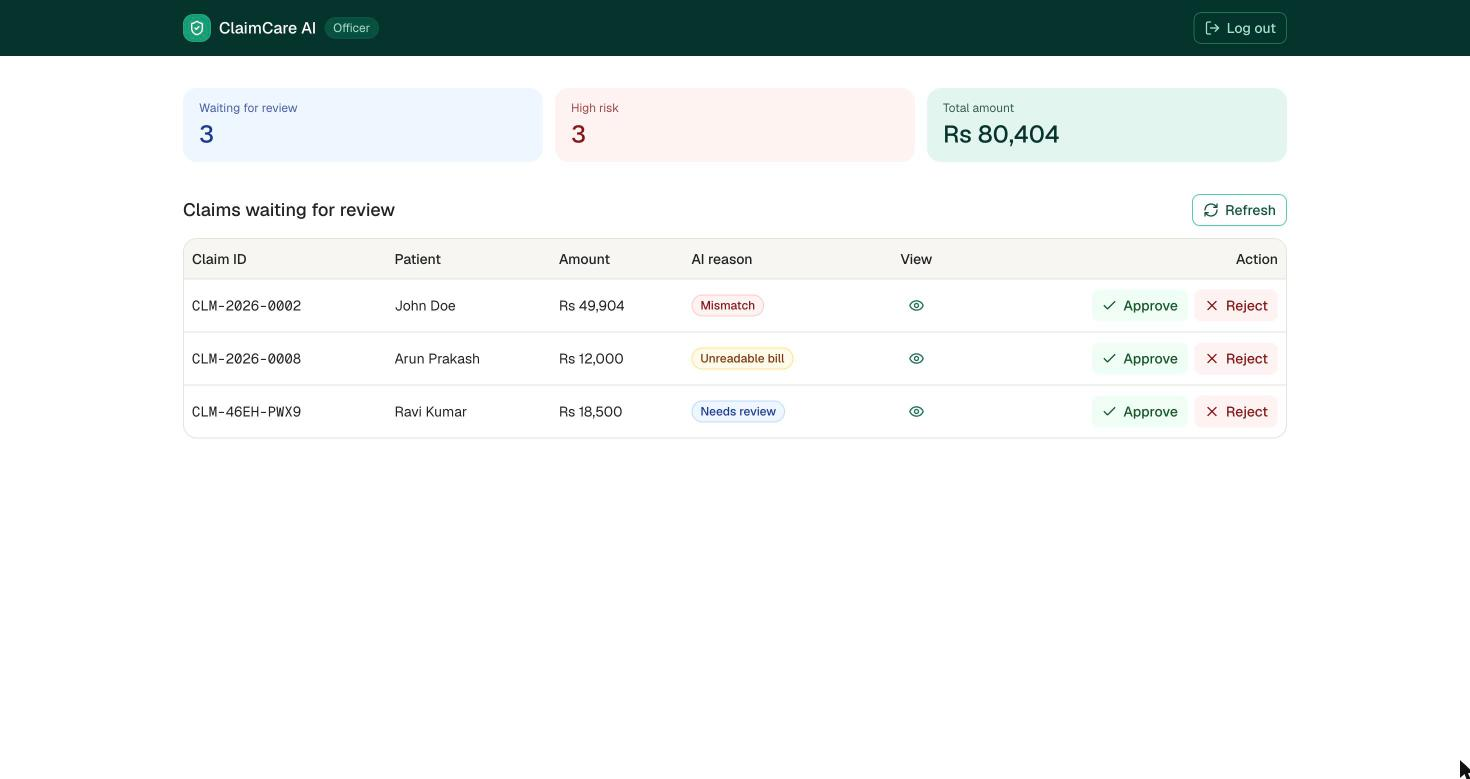 ClaimCare AI Officer Log out
Waiting for review High risk Total amount
3 3 Rs 80,404
Claims waiting for review Refresh
Claim ID Patient Amount AI reason View Action
CLM-2026-0002 John Doe Rs 49,904 Mismatch Approve Reject
CLM-2026-0008 Arun Prakash Rs 12,000 Unreadable bill Approve Reject
CLM-46EH-PWX9 Ravi Kumar Rs 18,500 Needs review Approve Reject